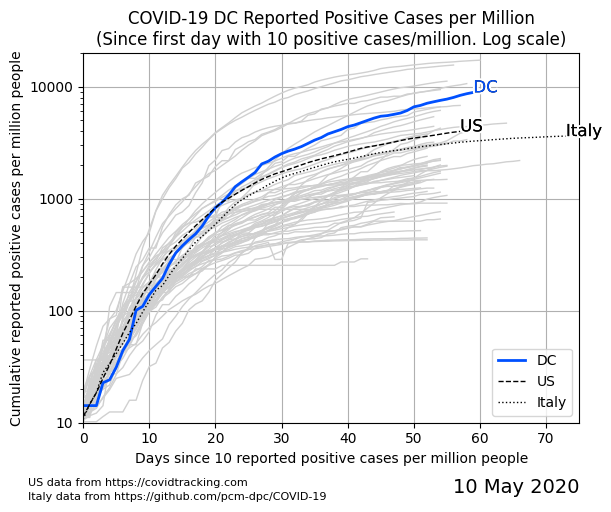 COVID-19 DC Reported Positive Cases per Million
(Since first day with 10 positive cases/million. Log scale)
Cumulative reported positive cases per million people
10000
1000
100
10
DC
US
Italy
DC
US
Italy
0 10 20 30 40 50 60 70
Days since 10 reported positive cases per million people
US data from https://covidtracking.com
Italy data from https://github.com/pcm-dpc/COVID-19
10 May 2020